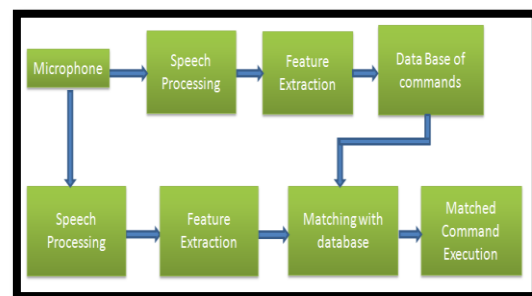 Microphone
Speech
Processing
Feature
Extraction
Data Base of
commands
Speech
Processing
Feature
Extraction
Matching with
database
Matched
Command
Execution